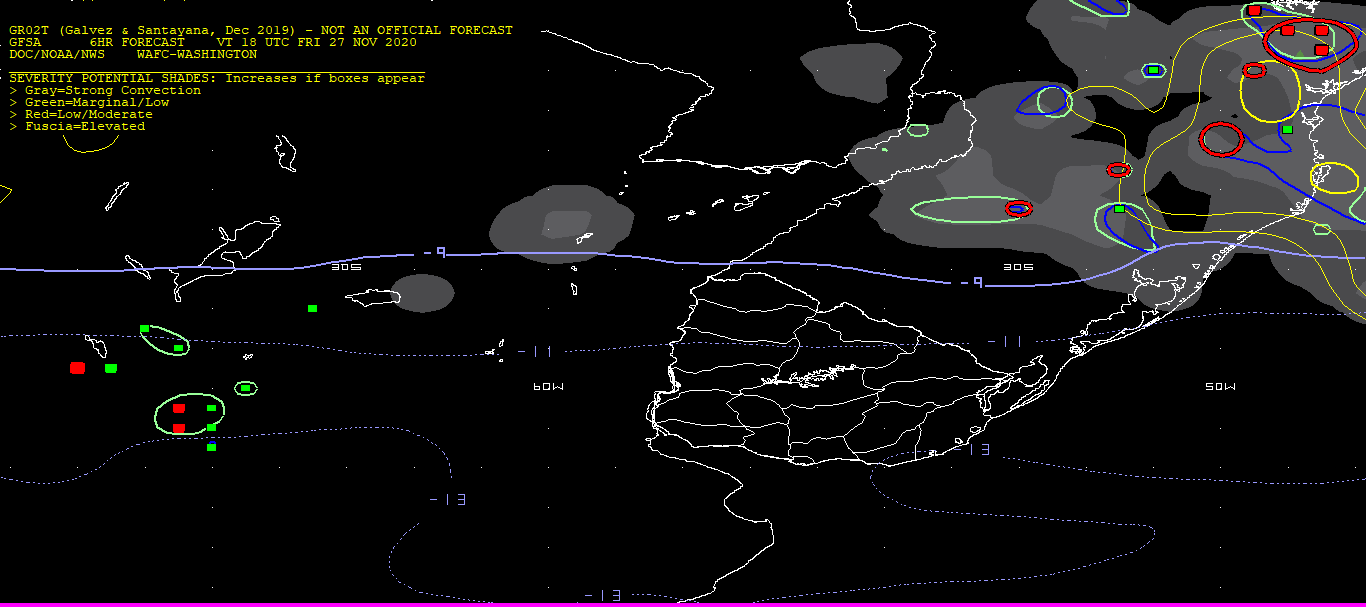 GR02T (Galvez & Santayana, Dec 2019) - NOT AN OFFICIAL FORECAST
GFSA 6HR FORECAST VT 18 UTC FRI 27 NOV 2020
DOC/NOAA/NWS WAFC-WASHINGTON
SEVERITY POTENTIAL SHADES: Increases if boxes appear
> Gray=Strong Convection
> Green=Marginal/Low
> Red=Low/Moderate
> Fuscia=Elevated
-9
30S
30S
-9
-11
-11
60W
50W
-13
-13
-13